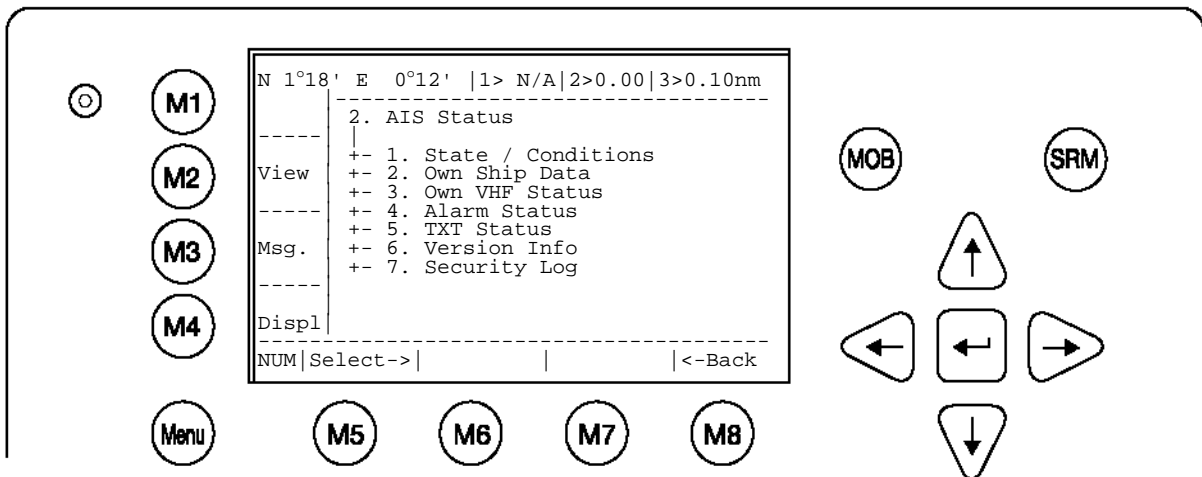 N 1°18' E 0°12' |1> N/A|2>0.00|3>0.10nm
2. AIS Status
+- 1. State / Conditions
+- 2. Own Ship Data
+- 3. Own VHF Status
+- 4. Alarm Status
+- 5. TXT Status
+- 6. Version Info
+- 7. Security Log
View
Msg.
Displ
NUM|Select->| | |<-Back
M1
M2
M3
M4
Menu
M5
M6
M7
M8
MOB
SRM